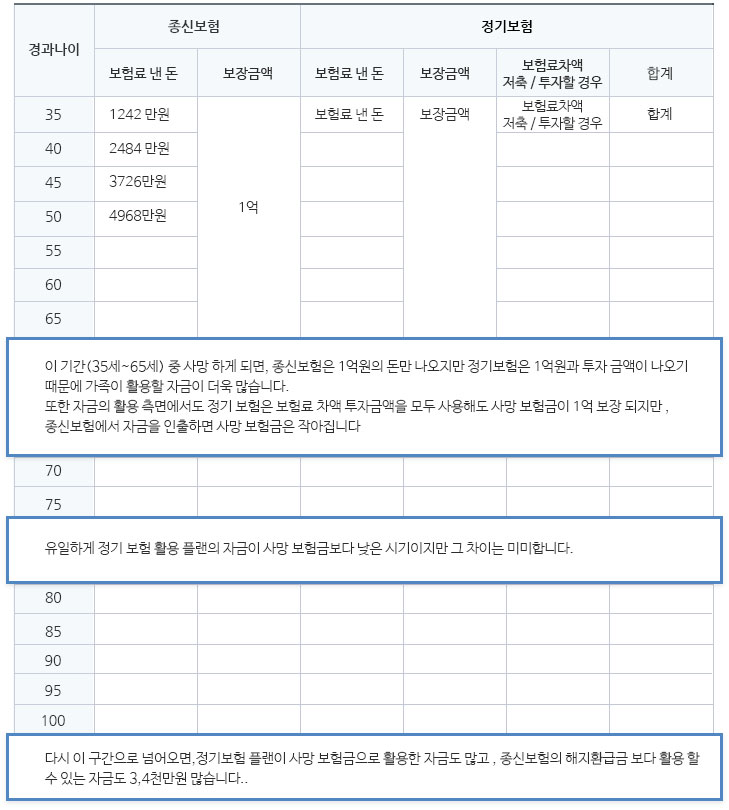 종신보험 정기보험
경과나이
보험료 낸 돈 보장금액 보험료 낸 돈 보장금액 보험료차액 합계
저축 / 투자할 경우
35 1242 만원 보험료 낸 돈 보장금액 보험료차액 합계
저축 / 투자할 경우
40 2484 만원
45 3726만원
1억
50 4968만원
55
60
65
이 기간(35세~65세) 중 사망 하게 되면, 종신보험은 1억원의 돈만 나오지만 정기보험은 1억원과 투자 금액이 나오기
때문에 가족이 활용할 자금이 더욱 많습니다.
또한 자금의 활용 측면에서도 정기 보험은 보험료 차액 투자금액을 모두 사용해도 사망 보험금이 1억 보장 되지만 ,
종신보험에서 자금을 인출하면 사망 보험금은 작아집니다
70
75
유일하게 정기 보험 활용 플랜의 자금이 사망 보험금보다 낮은 시기이지만 그 차이는 미미합니다.
80
85
90
95
100
다시 이 구간으로 넘어오면,정기보험 플랜이 사망 보험금으로 활용한 자금도 많고 , 종신보험의 해지환급금 보다 활용 할
수 있는 자금도 3,4천만원 많습니다..